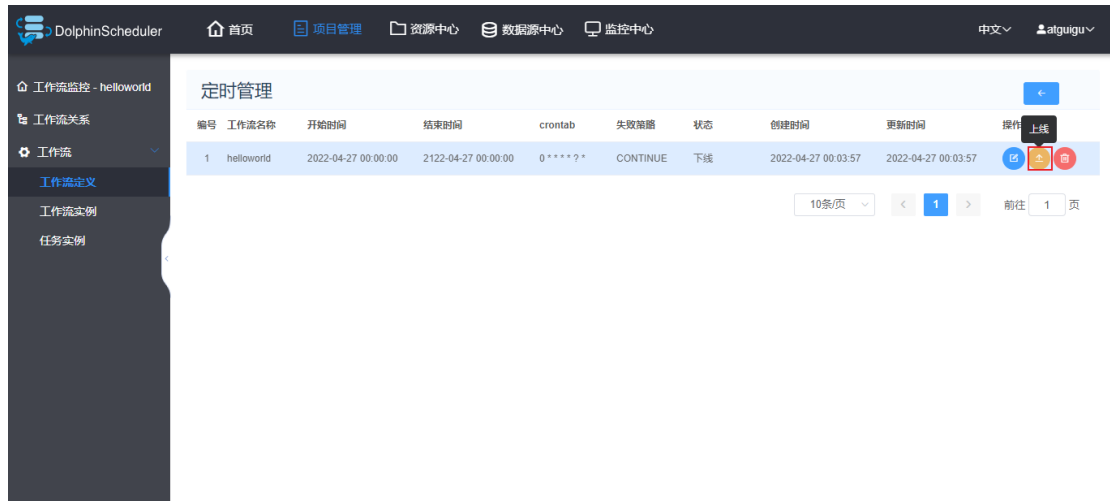 DolphinScheduler 首页 项目管理 资源中心 数据源中心 监控中心 中文 atguigu
工作流监控 - helloworld
工作流关系
工作流
工作流定义
工作流实例
任务实例
定时管理
编号 工作流名称 开始时间 结束时间 crontab 失败策略 状态 创建时间 更新时间 操作
上线
1 helloworld 2022-04-27 00:00:00 2122-04-27 00:00:00 0 * * * * ? * CONTINUE 下线 2022-04-27 00:03:57 2022-04-27 00:03:57
10条/页 < 1 > 前往 1 页